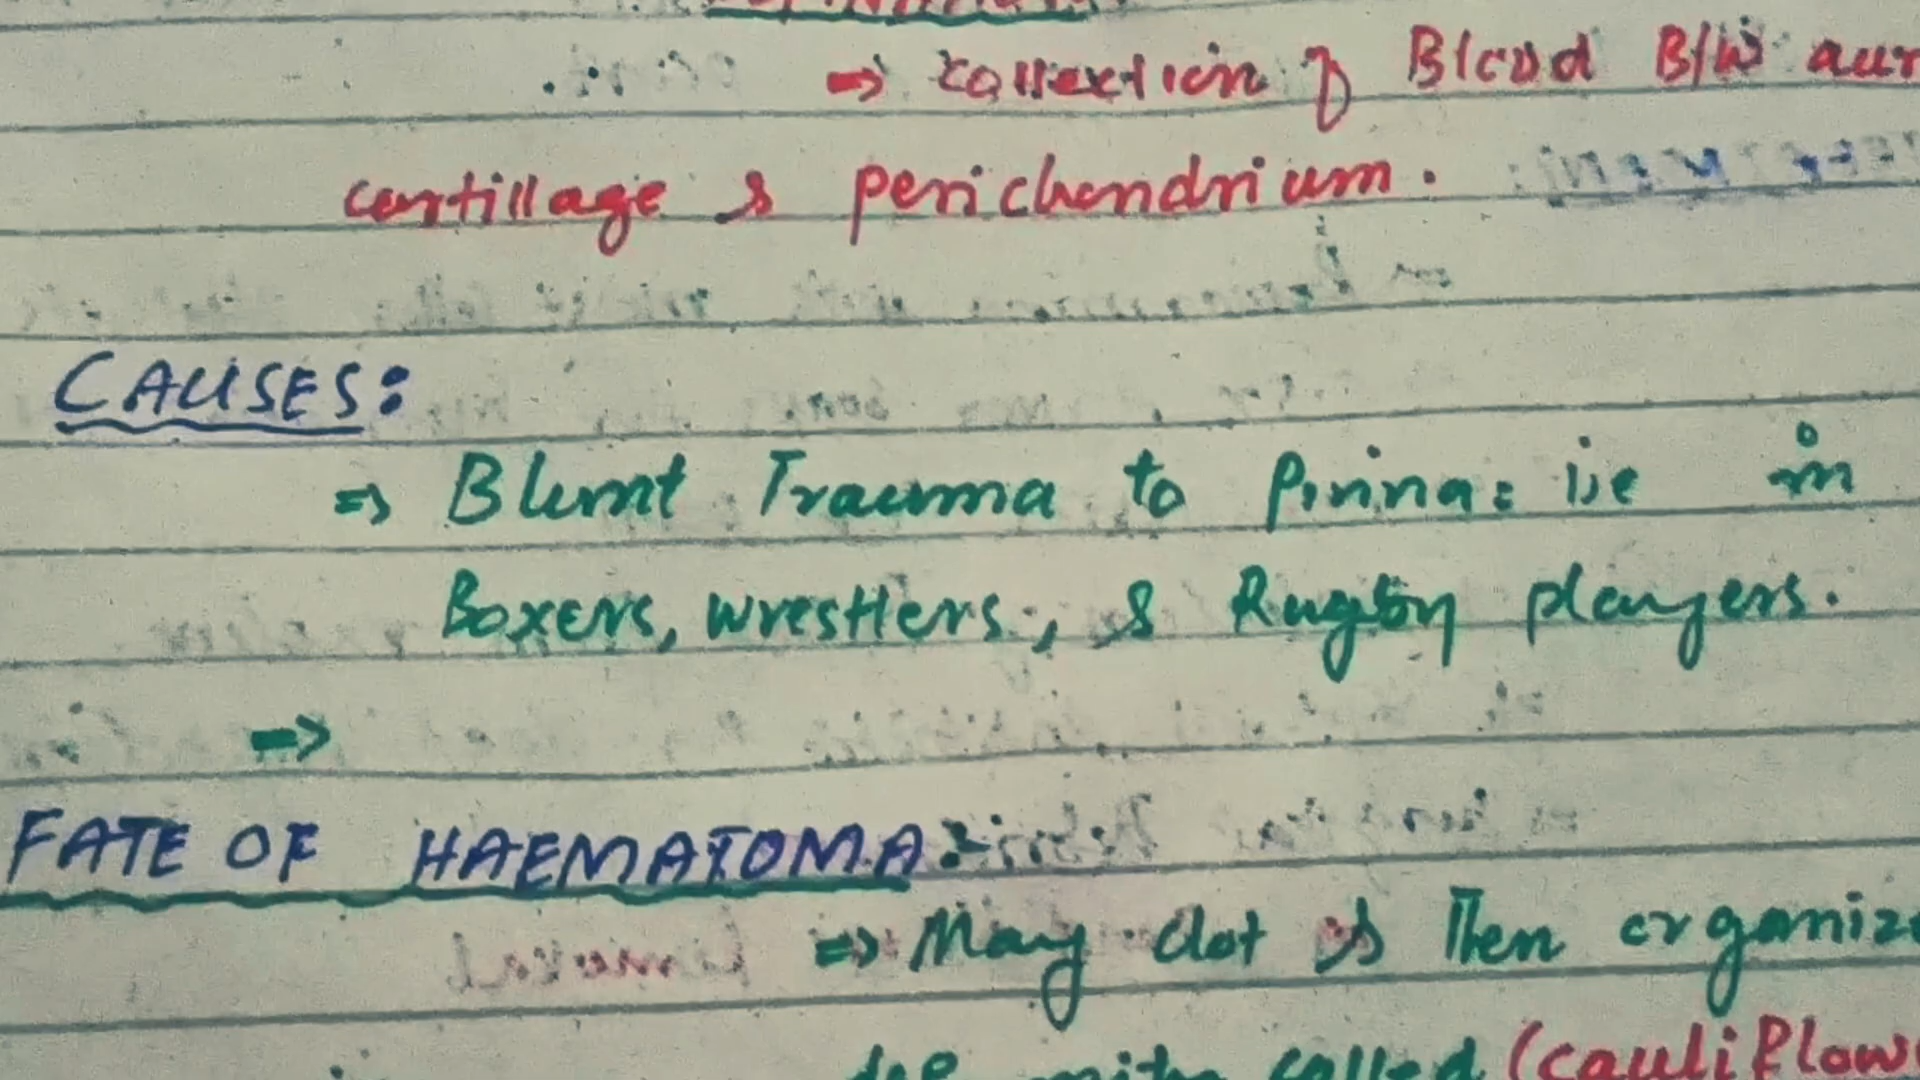 ⇒ collection of Blood B/W aur
cartillage & perichondrium.
CAUSES:
⇒ Blunt Trauma to Pinna: i.e in
Boxers, wrestlers, & Rugby players.
⇒
FATE OF HAEMATOMA:
⇒ May clot & Then organize
called (cauliflow